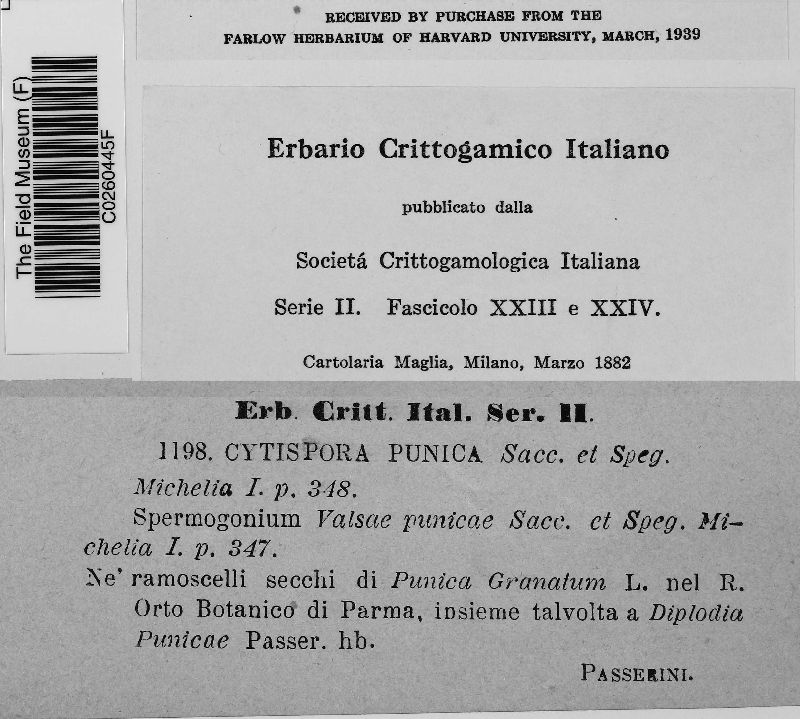 RECEIVED BY PURCHASE FROM THE
FARLOW HERBARIUM OF HARVARD UNIVERSITY, MARCH, 1939
The Field Museum (F)
C0260445F
Erbario Crittogamico Italiano
pubblicato dalla
Societá Crittogamologica Italiana
Serie II. Fascicolo XXIII e XXIV.
Cartolaria Maglia, Milano, Marzo 1882
Erb. Critt. Ital. Ser. II.
1198. CYTISPORA PUNICA Sacc. et Speg.
Michelia I. p. 348.
Spermogonium Valsae punicae Sacc. et Speg. Mi-
chelia I. p. 347.
Ne' ramoscelli secchi di Punica Granatum L. nel R.
Orto Botanico di Parma, insieme talvolta a Diplodia
Punicae Passer. hb.
PASSERINI.